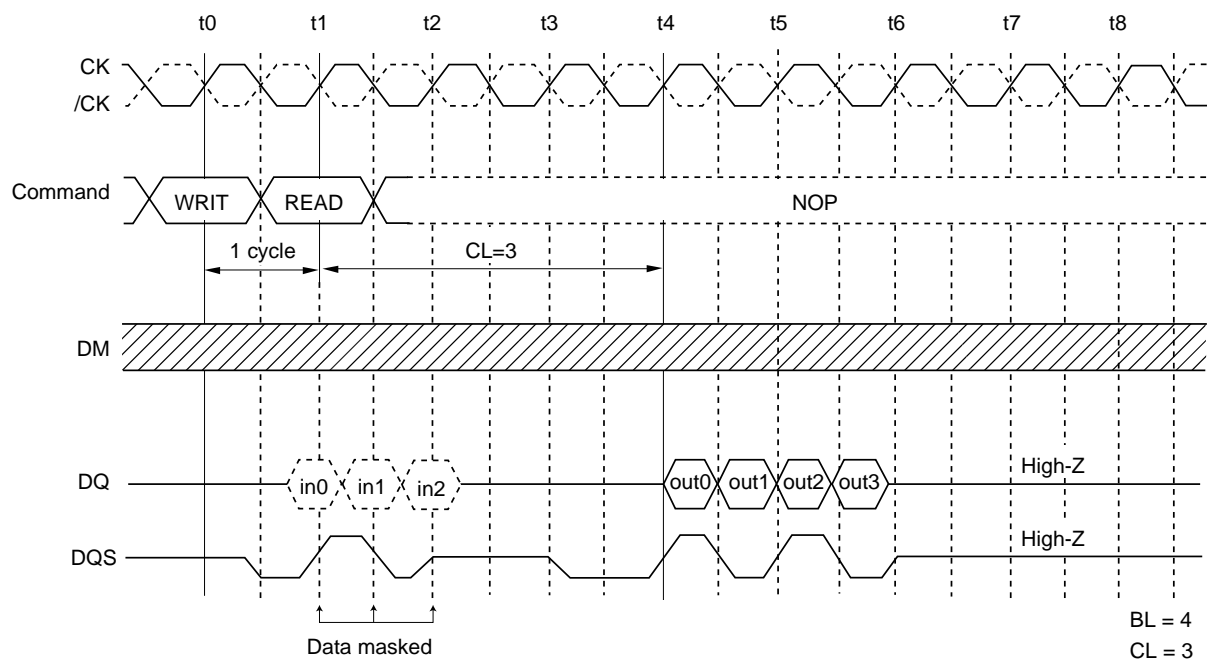 t0 t1 t2 t3 t4 t5 t6 t7 t8
CK
/CK
Command WRIT READ NOP
1 cycle CL=3
DM
DQ in0 in1 in2 out0 out1 out2 out3 High-Z
DQS High-Z
Data masked
BL = 4
CL = 3